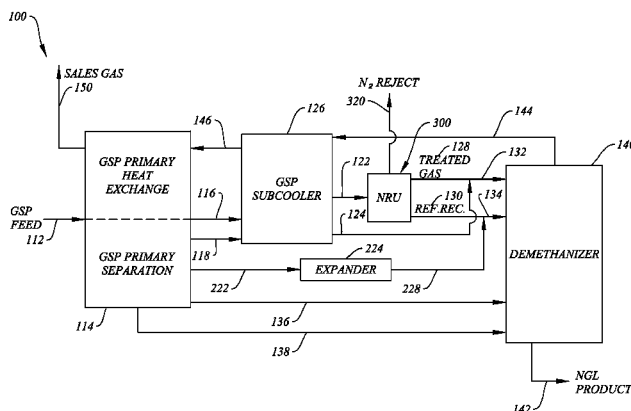 100
SALES GAS
150
N2 REJECT
320
126
300
144
140
146
GSP PRIMARY
HEAT
EXCHANGE
GSP
SUBCOOLER
122
128
TREATED
GAS
132
NRU
130
134
REF.REC.
GSP
FEED
112
116
124
118
DEMETHANIZER
GSP PRIMARY
SEPARATION
224
EXPANDER
222
228
114
136
138
NGL
PRODUCT
142